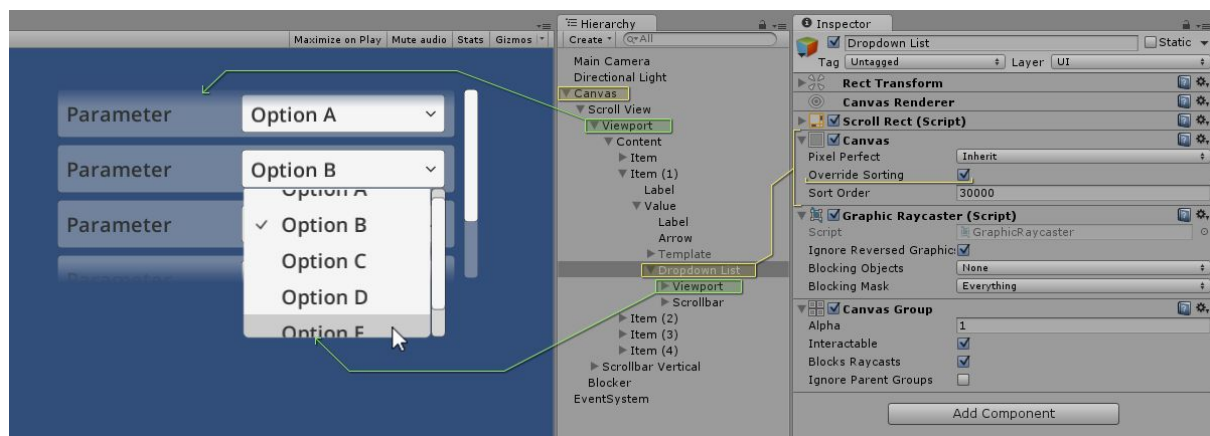 Maximize on Play Mute audio Stats Gizmos
Parameter Option A
Parameter Option B
Option A
Parameter ✓ Option B
Option C
Option D
Option E
Hierarchy
Create All
Main Camera
Directional Light
Canvas
Scroll View
Viewport
Content
Item
Item (1)
Label
Value
Label
Arrow
Template
Dropdown List
Viewport
Scrollbar
Item (2)
Item (3)
Item (4)
Scrollbar Vertical
Blocker
EventSystem
Inspector
Dropdown List Static
Tag Untagged Layer UI
Rect Transform
Canvas Renderer
Scroll Rect (Script)
Canvas
Pixel Perfect Inherit
Override Sorting
Sort Order 30000
Graphic Raycaster (Script)
Script GraphicRaycaster
Ignore Reversed Graphic:
Blocking Objects None
Blocking Mask Everything
Canvas Group
Alpha 1
Interactable
Blocks Raycasts
Ignore Parent Groups
Add Component